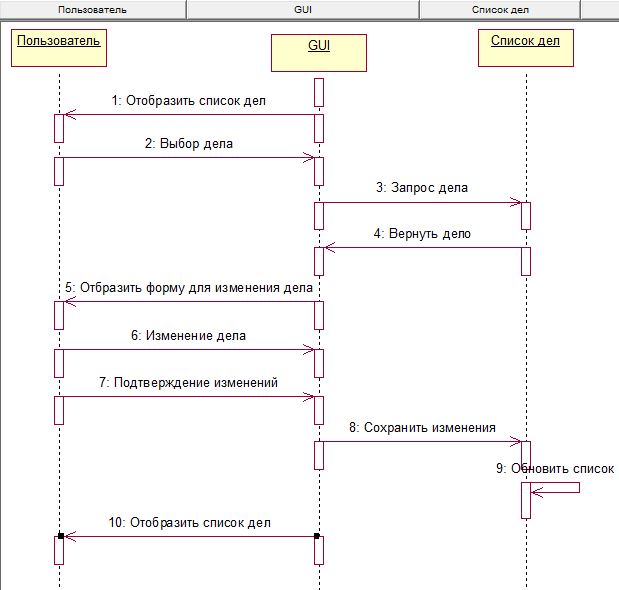 Пользователь GUI Список дел
Пользователь GUI Список дел
1: Отобразить список дел
2: Выбор дела
3: Запрос дела
4: Вернуть дело
5: Отбразить форму для изменения дела
6: Изменение дела
7: Подтверждение изменений
8: Сохранить изменения
9: Обновить список
10: Отобразить список дел